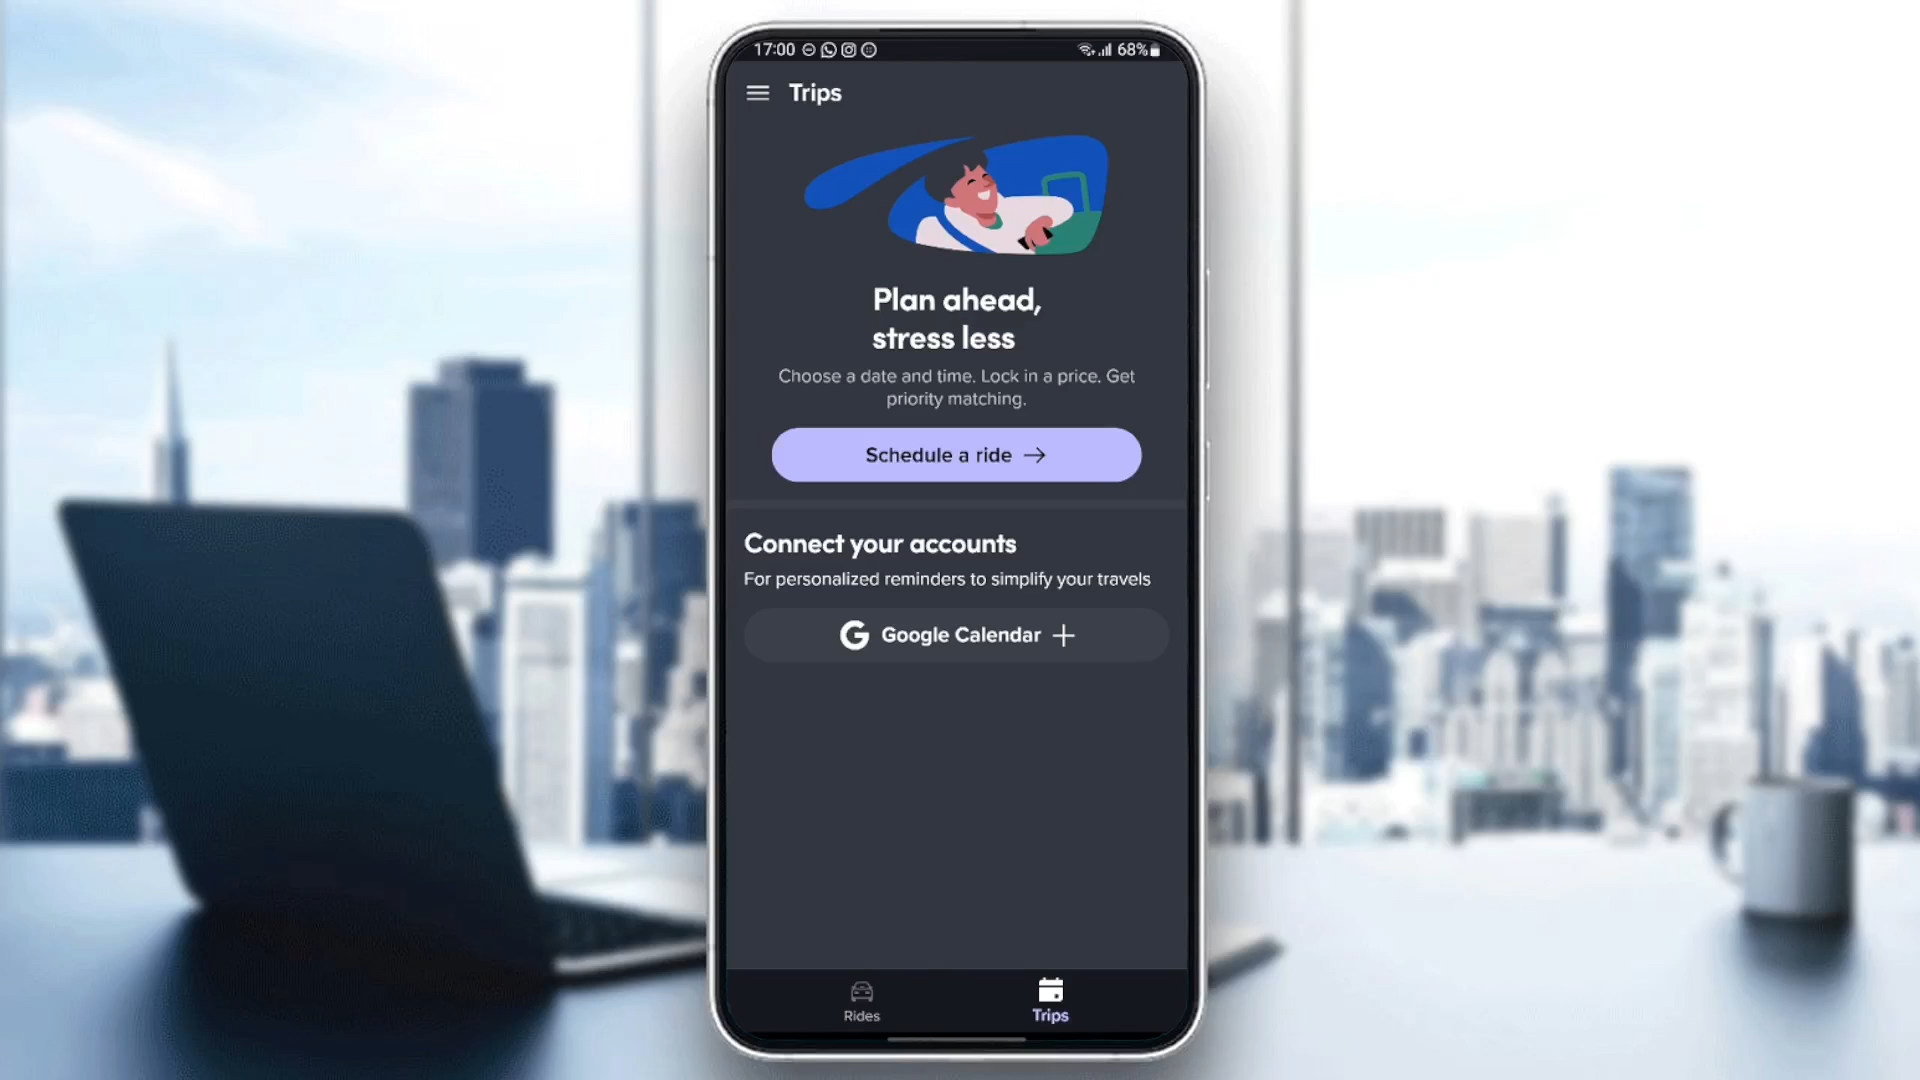 17:00 68%
Trips
Plan ahead,
stress less
Choose a date and time. Lock in a price. Get
priority matching.
Schedule a ride →
Connect your accounts
For personalized reminders to simplify your travels
G Google Calendar +
Rides Trips